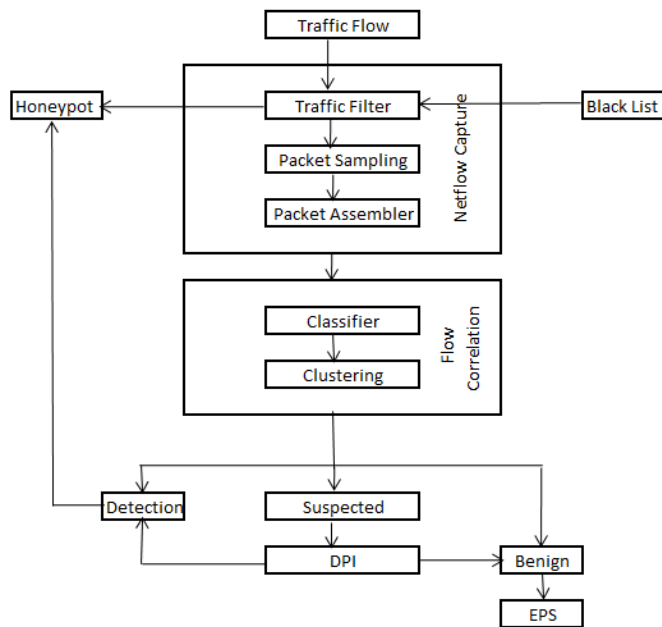 Traffic Flow
Honeypot
Traffic Filter
Black List
Packet Sampling
Packet Assembler
Netflow Capture
Classifier
Clustering
Flow
Correlation
Detection
Suspected
DPI
Benign
EPS